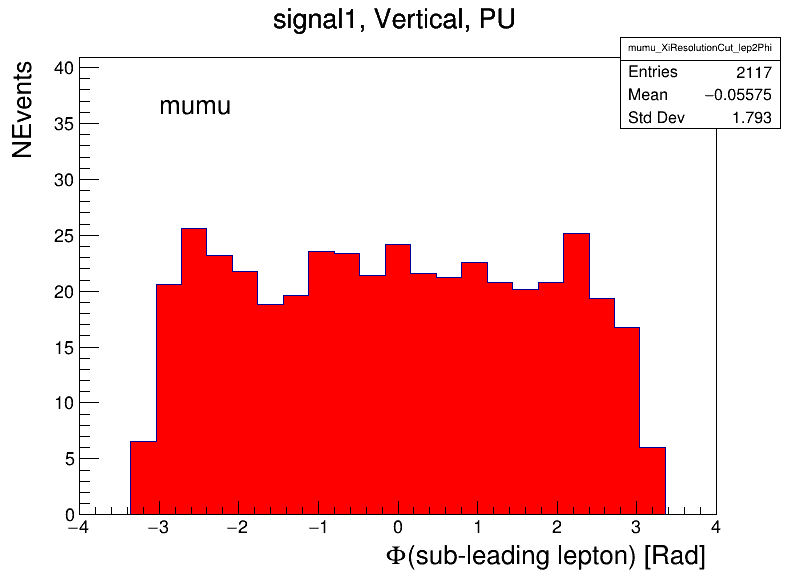 signal1, Vertical, PU
mumu_XiResolutionCut_lep2Phi
Entries 2117
Mean −0.05575
Std Dev 1.793
NEvents
mumu
40
35
30
25
20
15
10
5
0
−4 −3 −2 −1 0 1 2 3 4
Φ(sub-leading lepton) [Rad]